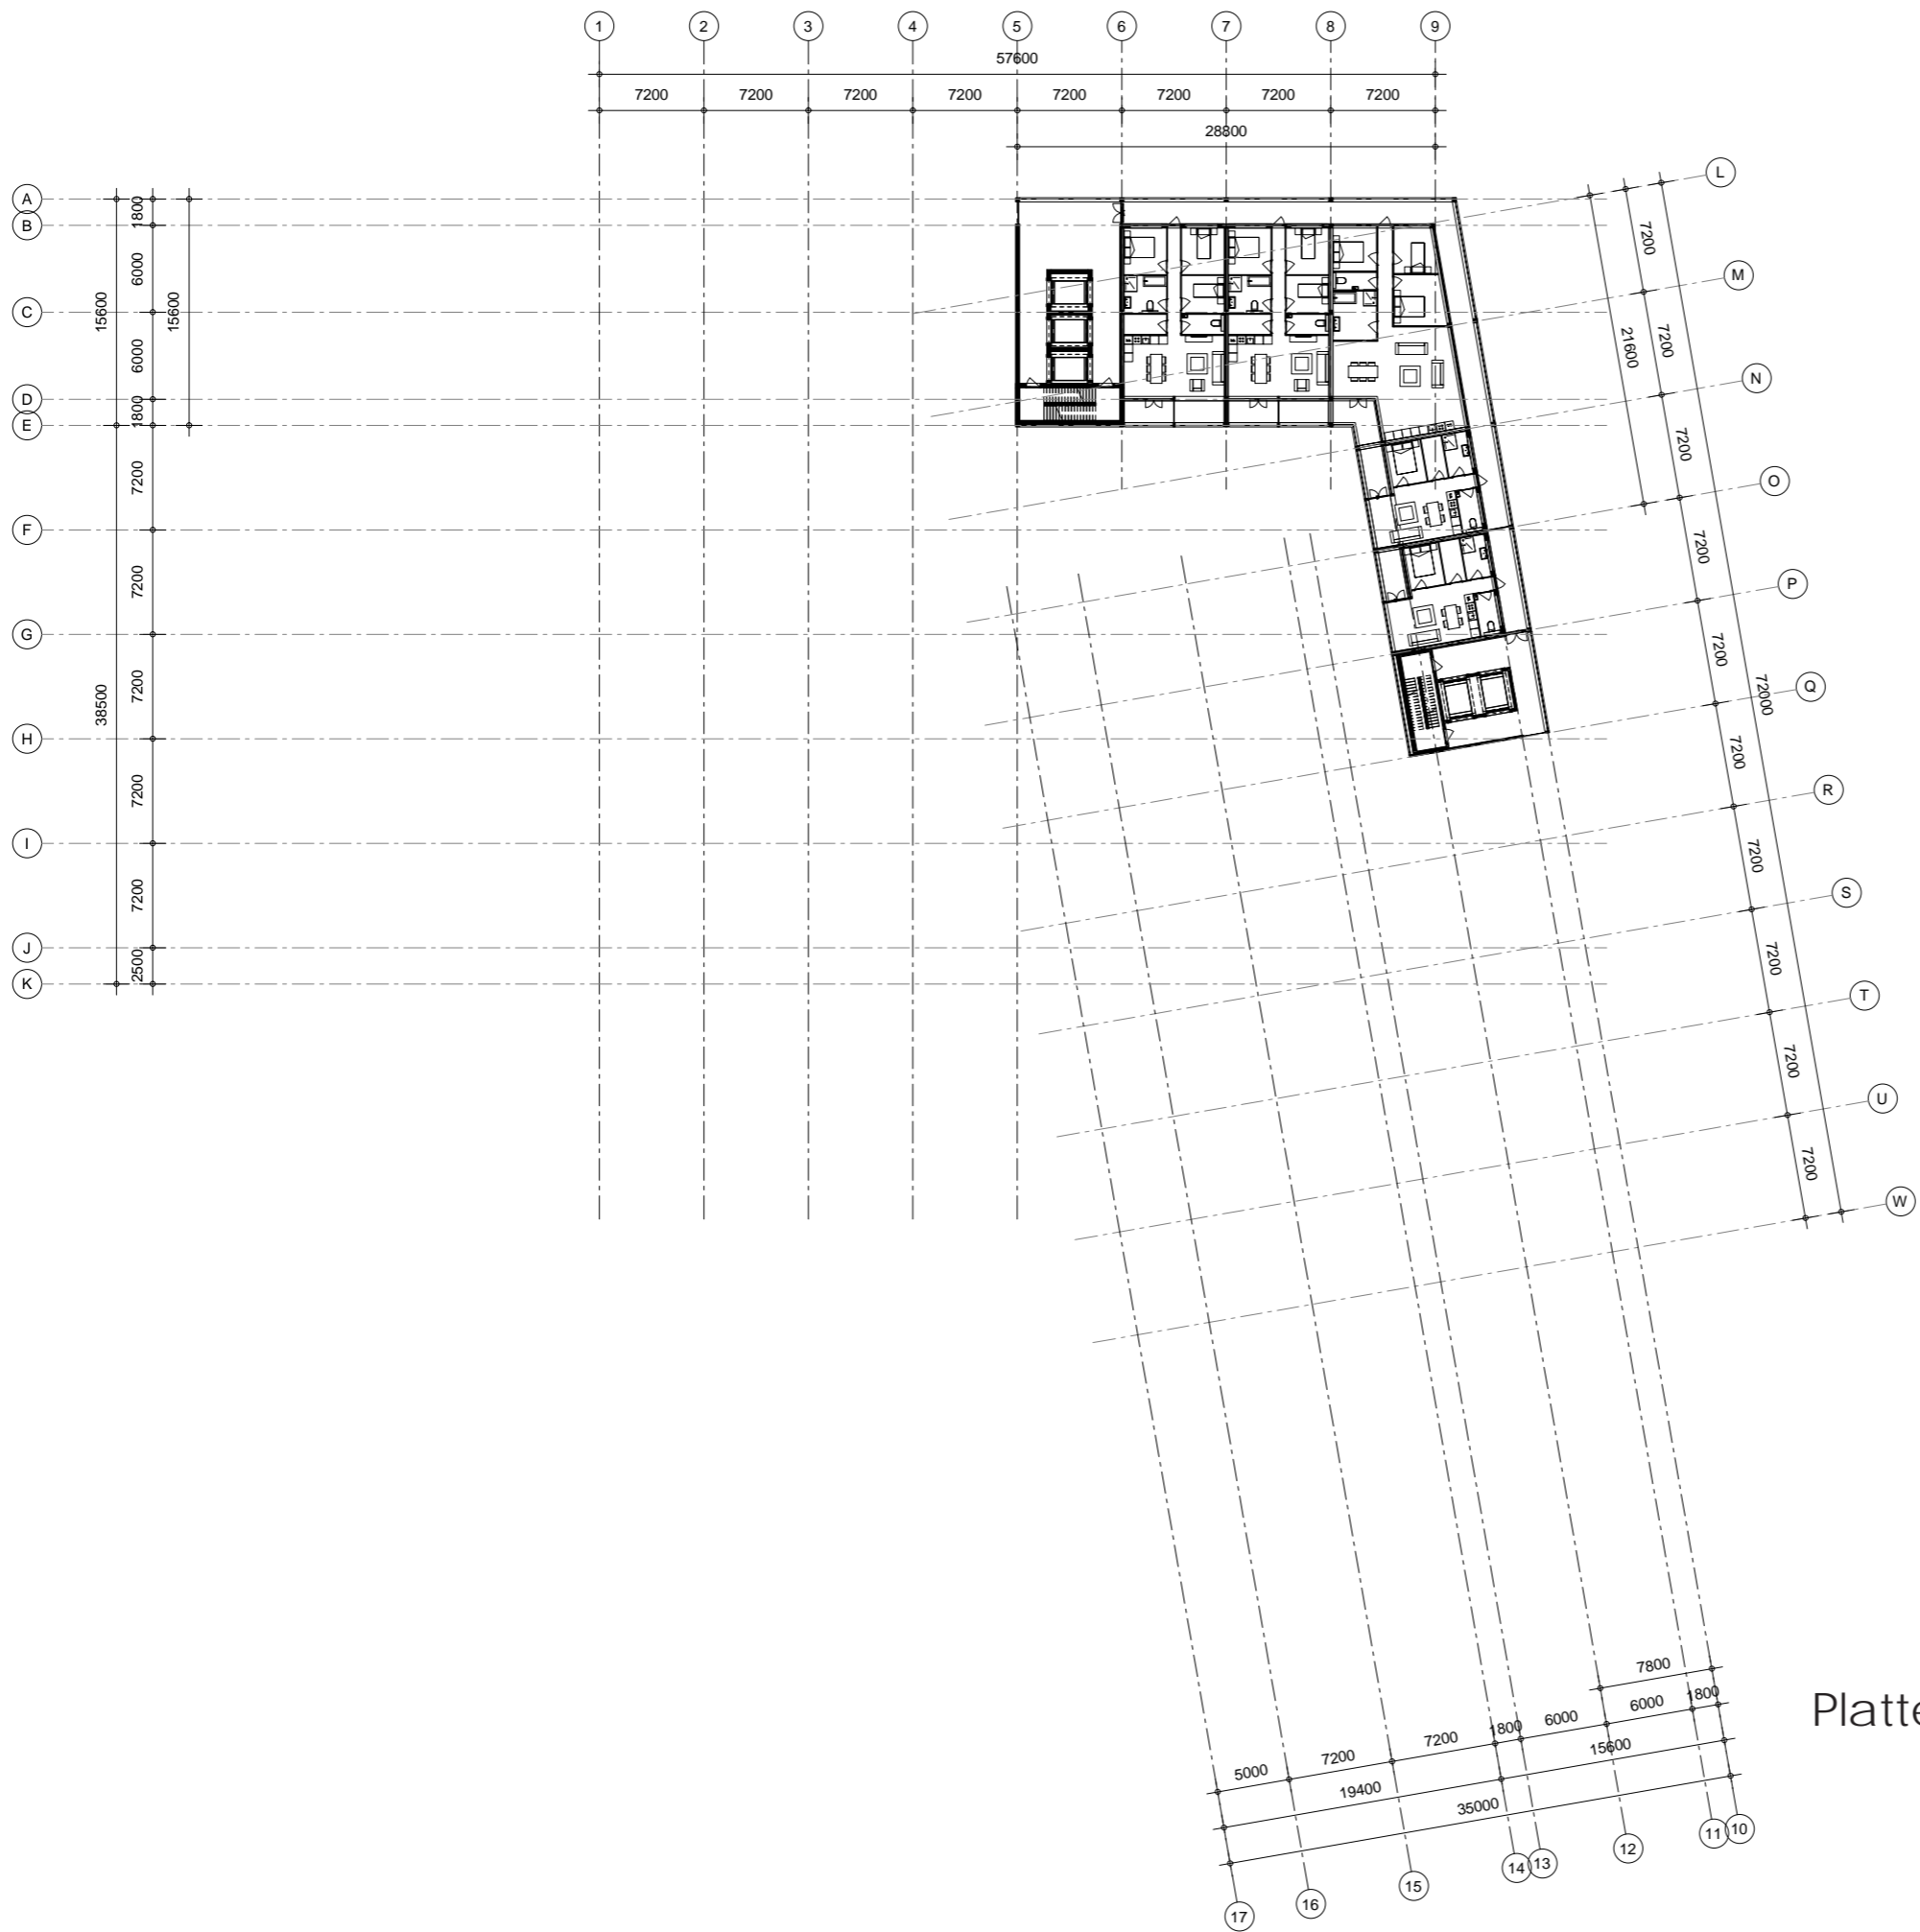 1 2 3 4 5 6 7 8 9
57600
7200 7200 7200 7200 7200 7200 7200 7200
28800
A
B
C
D
E
F
G
H
I
J
K
15600
38500
1800
6000
6000
1800
7200
7200
7200
7200
7200
2500
15600
L
M
N
O
P
Q
R
S
T
U
W
21600
7200
7200
7200
7200
7200
7200
7200
7200
7200
7200
72000
7800
5000 7200 7200 1800 6000 6000 1800
19400 15600
35000
17 16 15 14 13 12 11 10
Platte